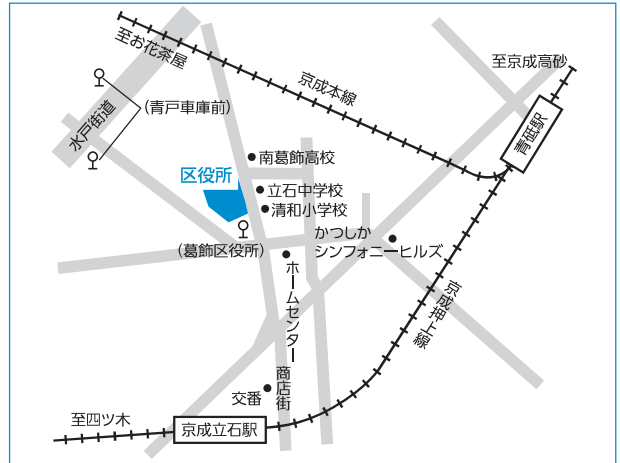 至お花茶屋
京成本線
至京成高砂
青砥駅
水戸街道
(青戸車庫前)
南葛飾高校
区役所
立石中学校
清和小学校
(葛飾区役所)
かつしか
シンフォニーヒルズ
ホームセンター
京成押上線
商店街
交番
至四ツ木
京成立石駅